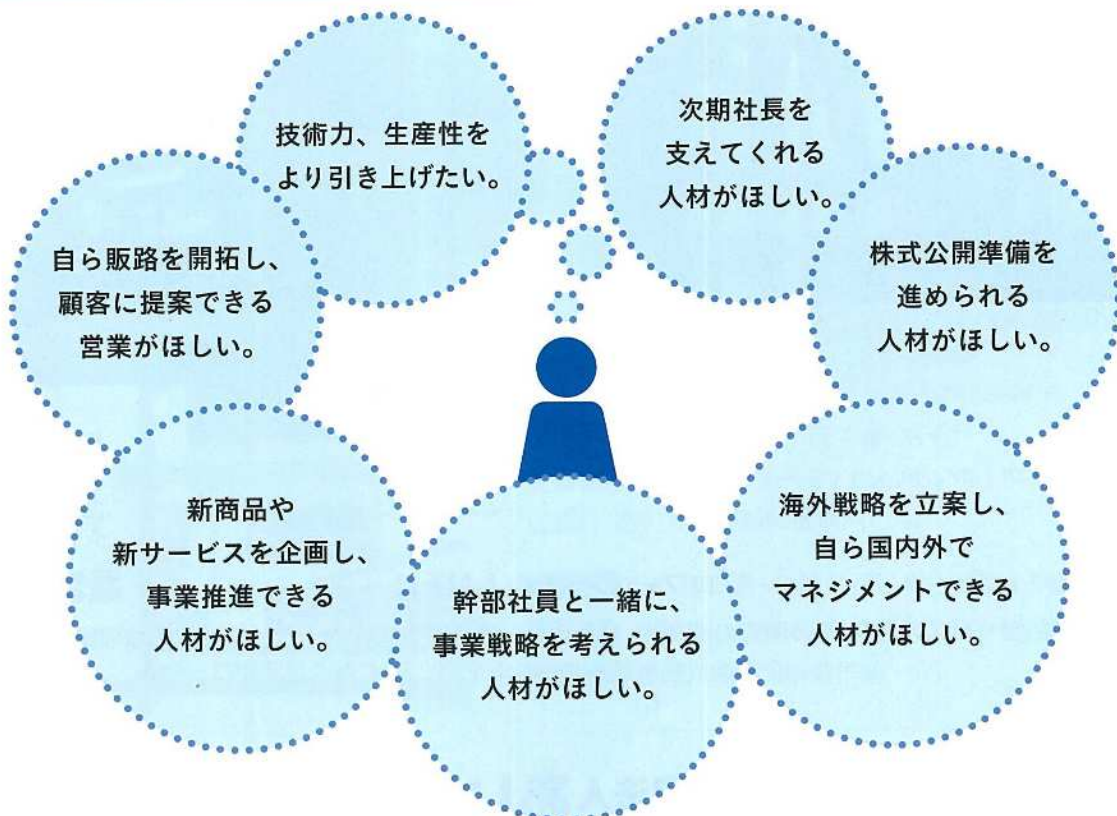 技術力、生産性を
より引き上げたい。
次期社長を
支えてくれる
人材がほしい。
自ら販路を開拓し、
顧客に提案できる
営業がほしい。
株式公開準備を
進められる
人材がほしい。
新商品や
新サービスを企画し、
事業推進できる
人材がほしい。
幹部社員と一緒に、
事業戦略を考えられる
人材がほしい。
海外戦略を立案し、
自ら国内外で
マネジメントできる
人材がほしい。